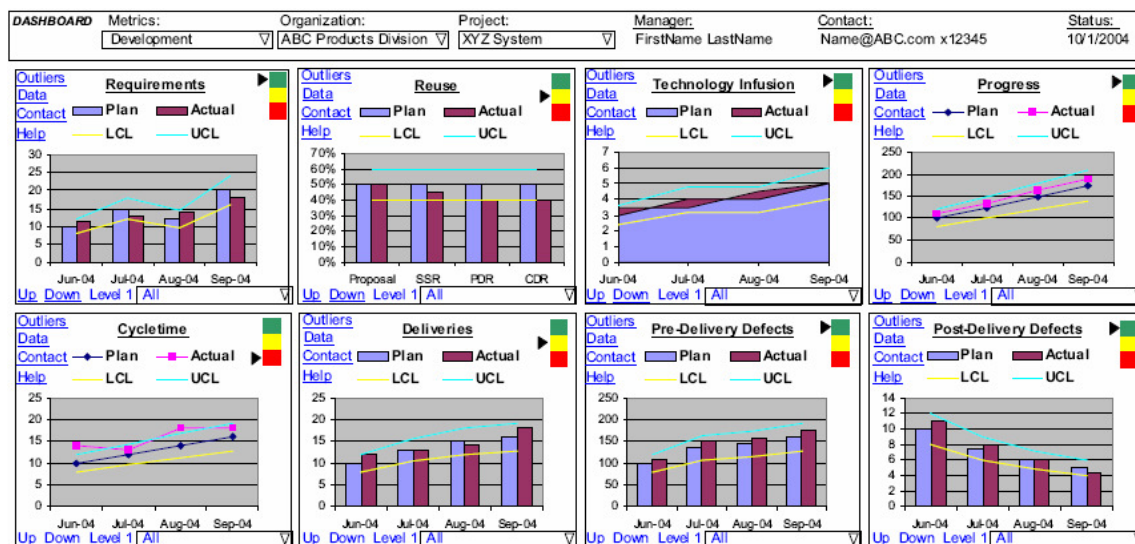 DASHBOARD Metrics: Organization: Project: Manager: Contact: Status:
Development ABC Products Division XYZ System FirstName LastName Name@ABC.com x12345 10/1/2004
Outliers
Requirements
Data
Contact Plan Actual
Help LCL UCL
30
25
20
15
10
5
0
Jun-04 Jul-04 Aug-04 Sep-04
Up Down Level 1 All
Outliers
Reuse
Data
Contact Plan Actual
Help LCL UCL
70%
60%
50%
40%
30%
20%
10%
0%
Proposal SSR PDR CDR
Up Down Level 1 All
Outliers
Technology Infusion
Data
Contact Plan Actual
Help LCL UCL
7
6
5
4
3
2
1
0
Jun-04 Jul-04 Aug-04 Sep-04
Up Down Level 1 All
Outliers
Progress
Data
Contact Plan Actual
Help LCL UCL
250
200
150
100
50
Jun-04 Jul-04 Aug-04 Sep-04
Up Down Level 1 All
Outliers
Cycletime
Data
Contact Plan Actual
Help LCL UCL
25
20
15
10
5
0
Jun-04 Jul-04 Aug-04 Sep-04
Up Down Level 1 All
Outliers
Deliveries
Data
Contact Plan Actual
Help LCL UCL
25
20
15
10
5
0
Jun-04 Jul-04 Aug-04 Sep-04
Up Down Level 1 All
Outliers
Pre-Delivery Defects
Data
Contact Plan Actual
Help LCL UCL
250
200
150
100
50
0
Jun-04 Jul-04 Aug-04 Sep-04
Up Down Level 1 All
Outliers
Post-Delivery Defects
Data
Contact Plan Actual
Help LCL UCL
14
12
10
8
6
4
2
0
Jun-04 Jul-04 Aug-04 Sep-04
Up Down Level 1 All